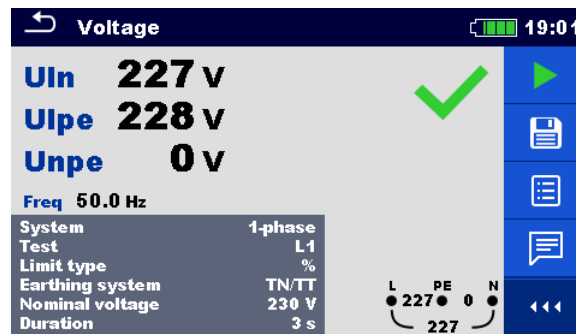 Voltage 19:01
Uln 227 V
Ulpe 228 V
Unpe 0 V
Freq 50.0 Hz
System 1-phase
Test L1
Limit type %
Earthing system TN/TT
Nominal voltage 230 V
Duration 3 s
L PE N
227 0
227